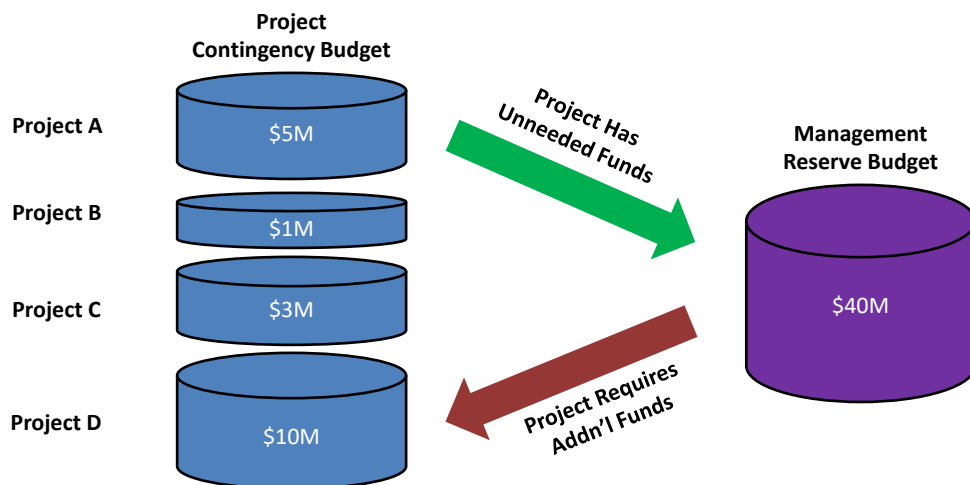 Project
Contingency Budget
Project A
$5M
Project B
$1M
Project C
$3M
Project D
$10M
Project Has
Unneeded Funds
Project Requires
Addn'l Funds
Management
Reserve Budget
$40M